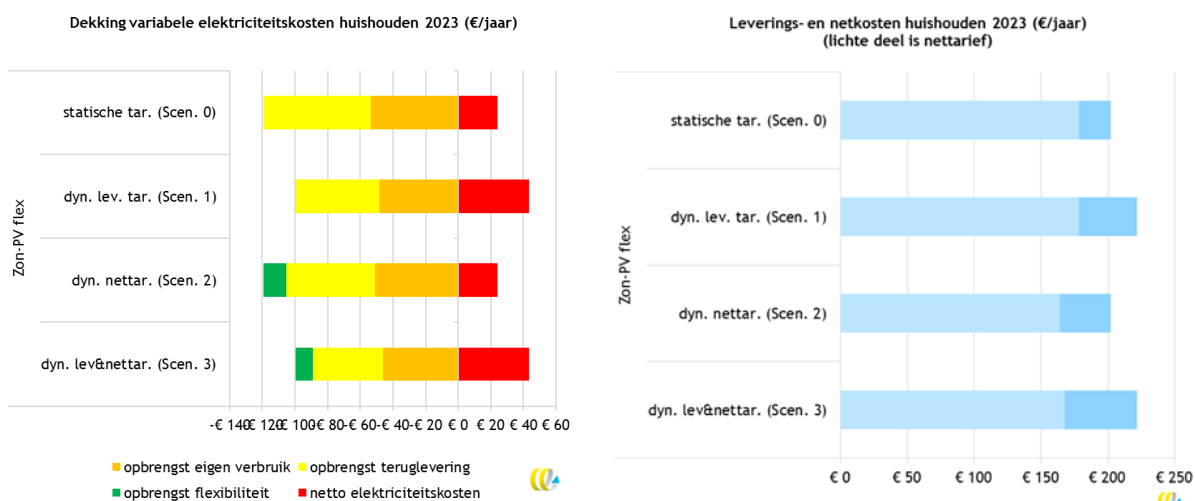 Dekking variabele elektriciteitskosten huishouden 2023 (€/jaar)
statische tar. (Scen. 0)
dyn. lev. tar. (Scen. 1)
dyn. nettar. (Scen. 2)
dyn. lev&nettar. (Scen. 3)
Zon-PV flex
-€ 140 -€ 120 -€ 100 -€ 80 -€ 60 -€ 40 -€ 20 € 0 € 20 € 40 € 60
opbrengst eigen verbruik opbrengst teruglevering
opbrengst flexibiliteit netto elektriciteitskosten
Leverings- en netkosten huishouden 2023 (€/jaar)
(lichte deel is nettarief)
statische tar. (Scen. 0)
dyn. lev. tar. (Scen. 1)
dyn. nettar. (Scen. 2)
dyn. lev&nettar. (Scen. 3)
Zon-PV flex
€ 0 € 50 € 100 € 150 € 200 € 250